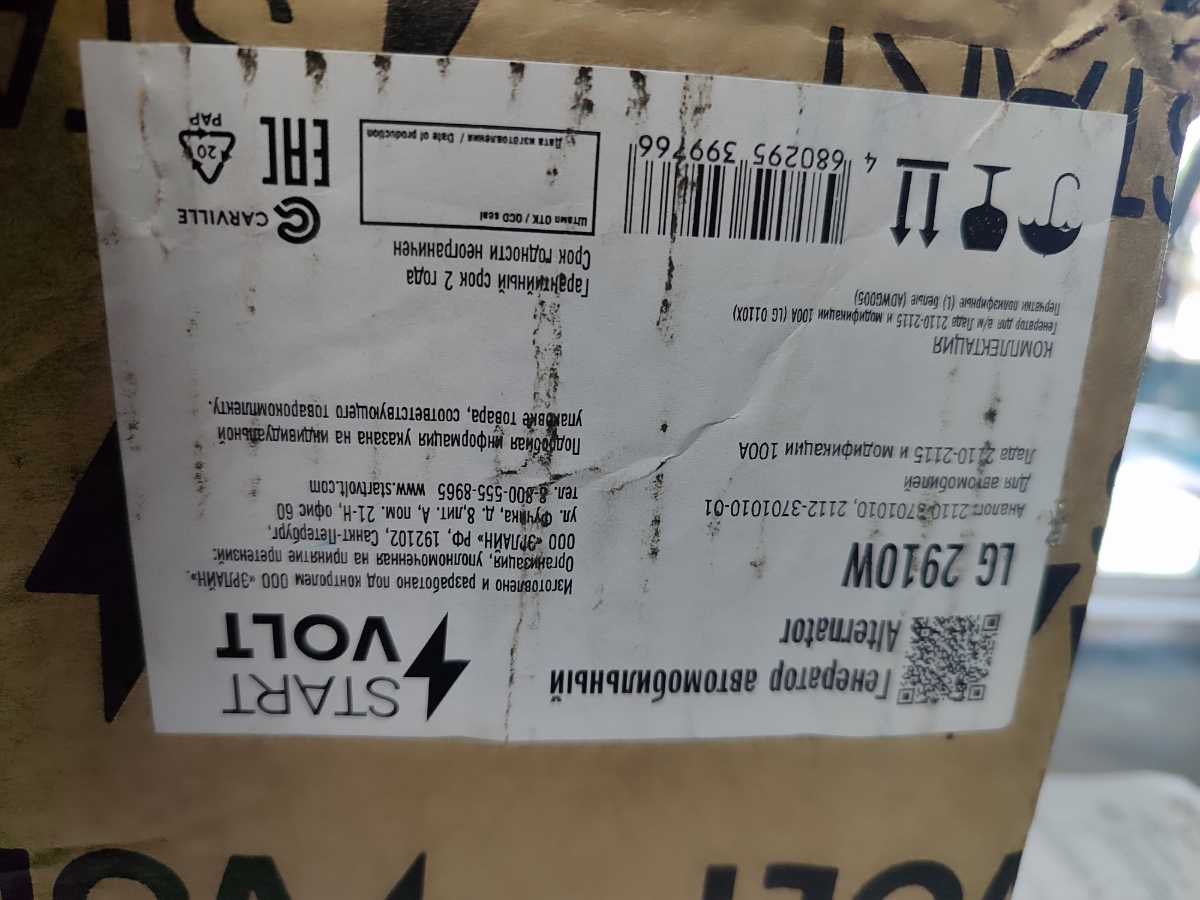 Генератор автомобильный
Alternator
LG 2910W
Аналог: 2110-3701010, 2112-3701010-01
Для автомобилей
Лада 2110-2115 и модификации 100А
КОМПЛЕКТАЦИЯ
Генератор для а/м Лада 2110-2115 и модификации 100А (LG 0110X)
Перчатки полиэфирные (L) белые (ADWG005)
4 680295 399766
START
VOLT
Изготовлено и разработано под контролем ООО «ЭРЛАЙН».
Организация, уполномоченная на принятие претензий:
ООО «ЭРЛАЙН» РФ, 192102, Санкт-Петербург,
ул. Фучика, д. 8,лит. А, пом. 21-Н, офис 60
тел. 8-800-555-8965 www.startvolt.com
Подробная информация указана на индивидуальной
упаковке товара, соответствующего товарокомплекту.
Гарантийный срок 2 года
Срок годности неограничен
Штамп ОТК / QCD seal
Дата изготовления / Date of production
CARVILLE
EAC
20
PAP